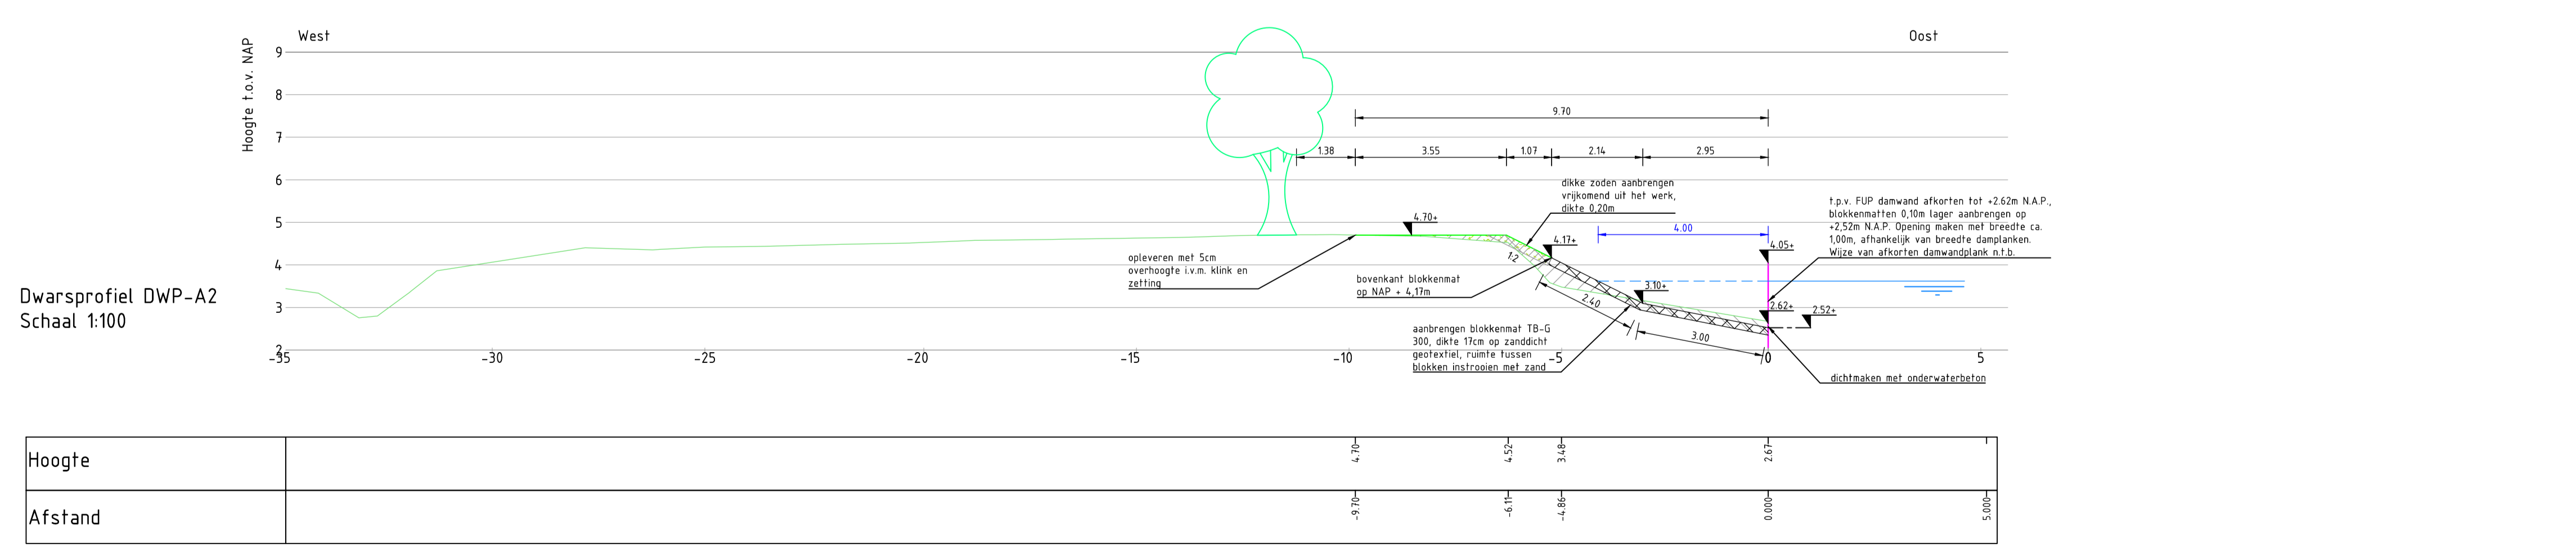 West
Oost
Hoogte t.o.v. NAP
9
8
7
6
5
4
3
2
9.70
1.38
3.55
1.07
2.14
2.95
dikke zoden aanbrengen
vrijkomend uit het werk,
dikte 0,20m
t.p.v. FUP damwand afkorten tot +2.62m N.A.P.,
blokkenmatten 0,10m lager aanbrengen op
+2,52m N.A.P. Opening maken met breedte ca.
1,00m, afhankelijk van breedte damplanken.
Wijze van afkorten damwandplank n.t.b.
4.70+
4.17+
4.00
4.05+
1:2
opleveren met 5cm
overhoogte i.v.m. klink en
zetting
bovenkant blokkenmat
op NAP + 4,17m
3.10+
2.40
2.62+
2.52+
Dwarsprofiel DWP-A2
Schaal 1:100
aanbrengen blokkenmat TB-G
300, dikte 17cm op zanddicht
geotextiel, ruimte tussen
blokken instrooien met zand
3.00
-35
-30
-25
-20
-15
-10
-5
0
5
dichtmaken met onderwaterbeton
Hoogte
4.70
4.52
3.48
2.67
Afstand
-9.70
-6.11
-4.86
0.000
5.000